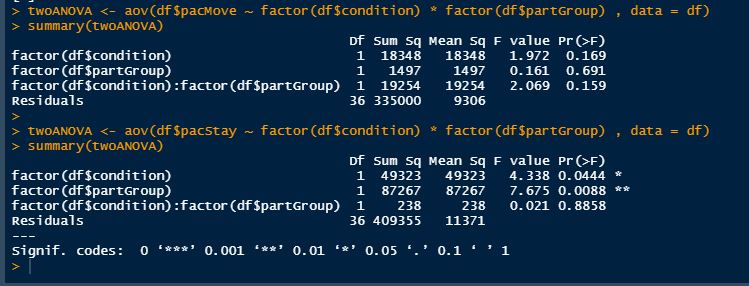 > twoANOVA <- aov(df$pacMove ~ factor(df$condition) * factor(df$partGroup) , data = df)
> summary(twoANOVA)
                                       Df Sum Sq Mean Sq F value Pr(>F)
factor(df$condition)                    1  18348   18348   1.972  0.169
factor(df$partGroup)                    1   1497    1497   0.161  0.691
factor(df$condition):factor(df$partGroup)  1  19254   19254   2.069  0.159
Residuals                              36 335000    9306
>
> twoANOVA <- aov(df$pacStay ~ factor(df$condition) * factor(df$partGroup) , data = df)
> summary(twoANOVA)
                                       Df Sum Sq Mean Sq F value Pr(>F)
factor(df$condition)                    1  49323   49323   4.338 0.0444 *
factor(df$partGroup)                    1  87267   87267   7.675 0.0088 **
factor(df$condition):factor(df$partGroup)  1    238     238   0.021 0.8858
Residuals                              36 409355   11371
---
Signif. codes:  0 ‘***’ 0.001 ‘**’ 0.01 ‘*’ 0.05 ‘.’ 0.1 ‘ ’ 1
>